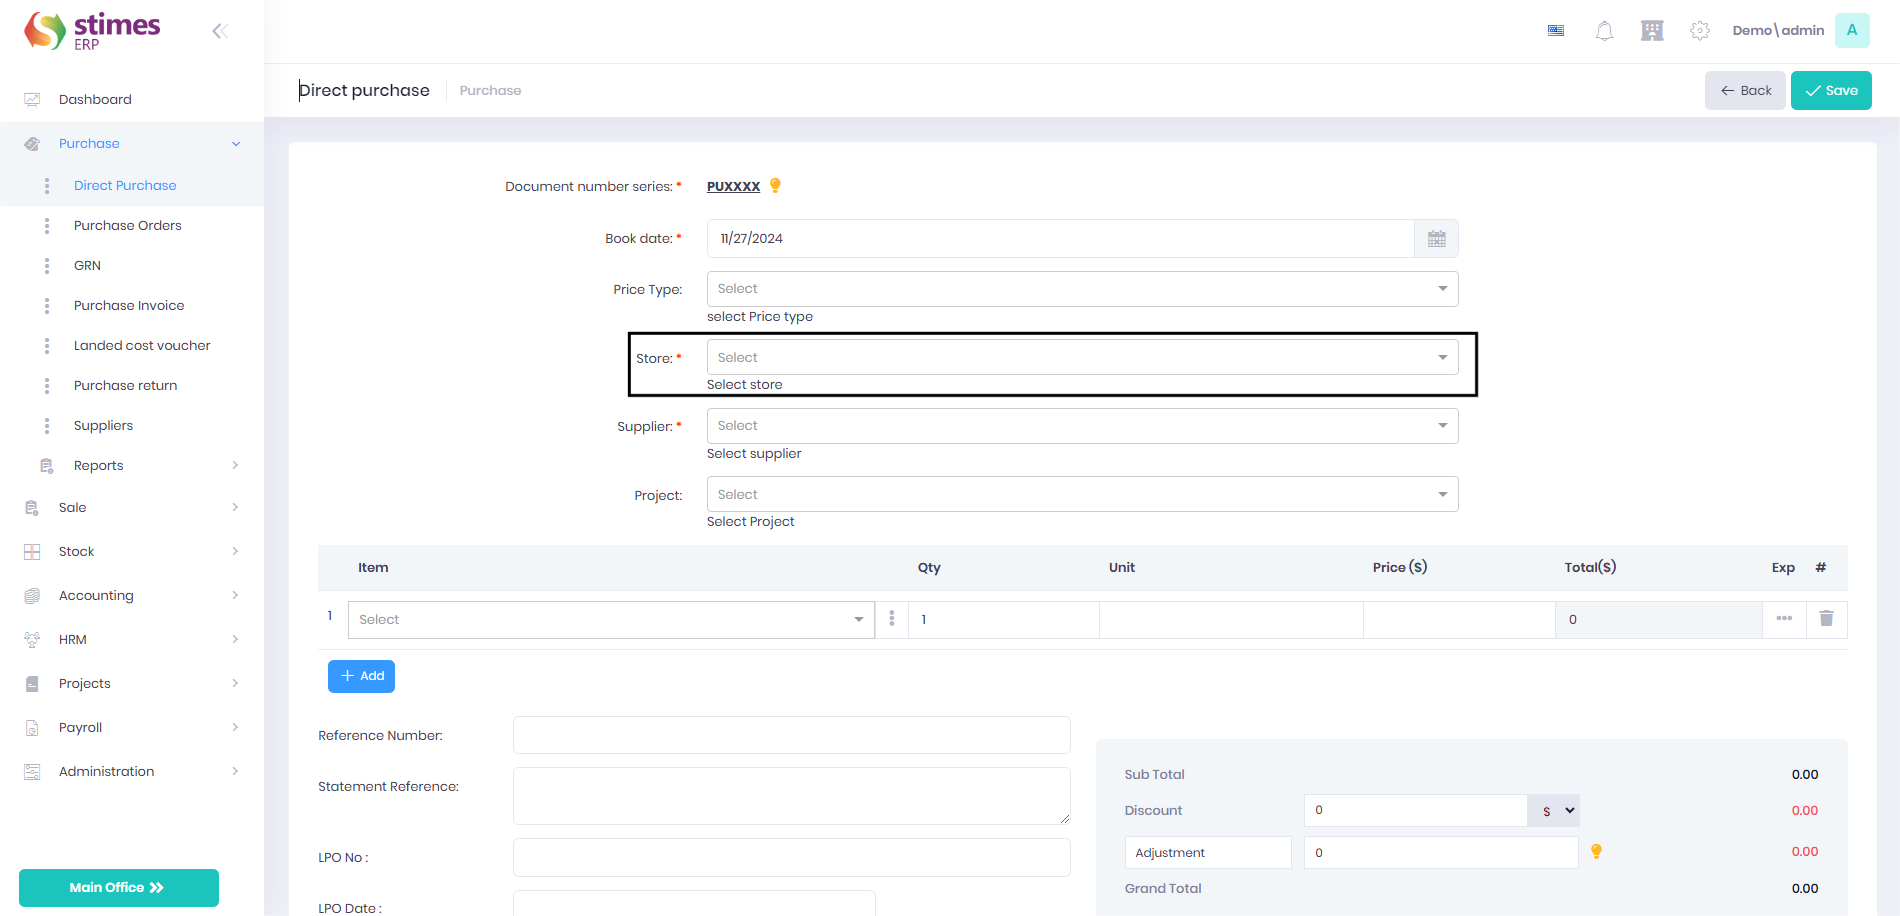 stimes
ERP
Demo\admin
A
Dashboard
Purchase
Direct Purchase
Purchase Orders
GRN
Purchase Invoice
Landed cost voucher
Purchase return
Suppliers
Reports
Sale
Stock
Accounting
HRM
Projects
Payroll
Administration
Main Office
Direct purchase
Purchase
Back
Save
Document number series: *
PUXXXX
Book date: *
11/27/2024
Price Type:
Select
select Price type
Store: *
Select
Select store
Supplier: *
Select
Select supplier
Project:
Select
Select Project
Item Qty Unit Price ($) Total($) Exp #
1 Select 1 0
Add
Reference Number:
Statement Reference:
LPO No :
LPO Date :
Sub Total 0.00
Discount 0 $ 0.00
Adjustment 0 0.00
Grand Total 0.00